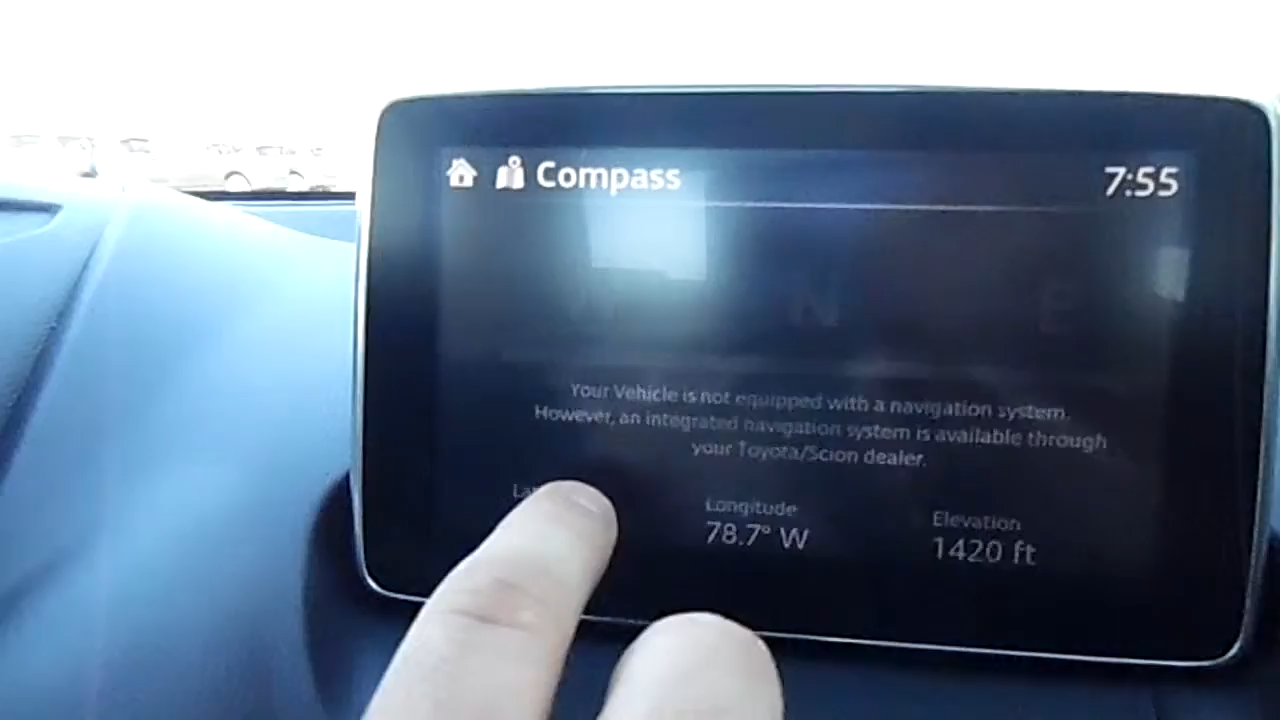 Compass
7:55
N
E
Your Vehicle is not equipped with a navigation system.
However, an integrated navigation system is available through
your Toyota/Scion dealer.
Longitude
Elevation
78.7° W
1420 ft